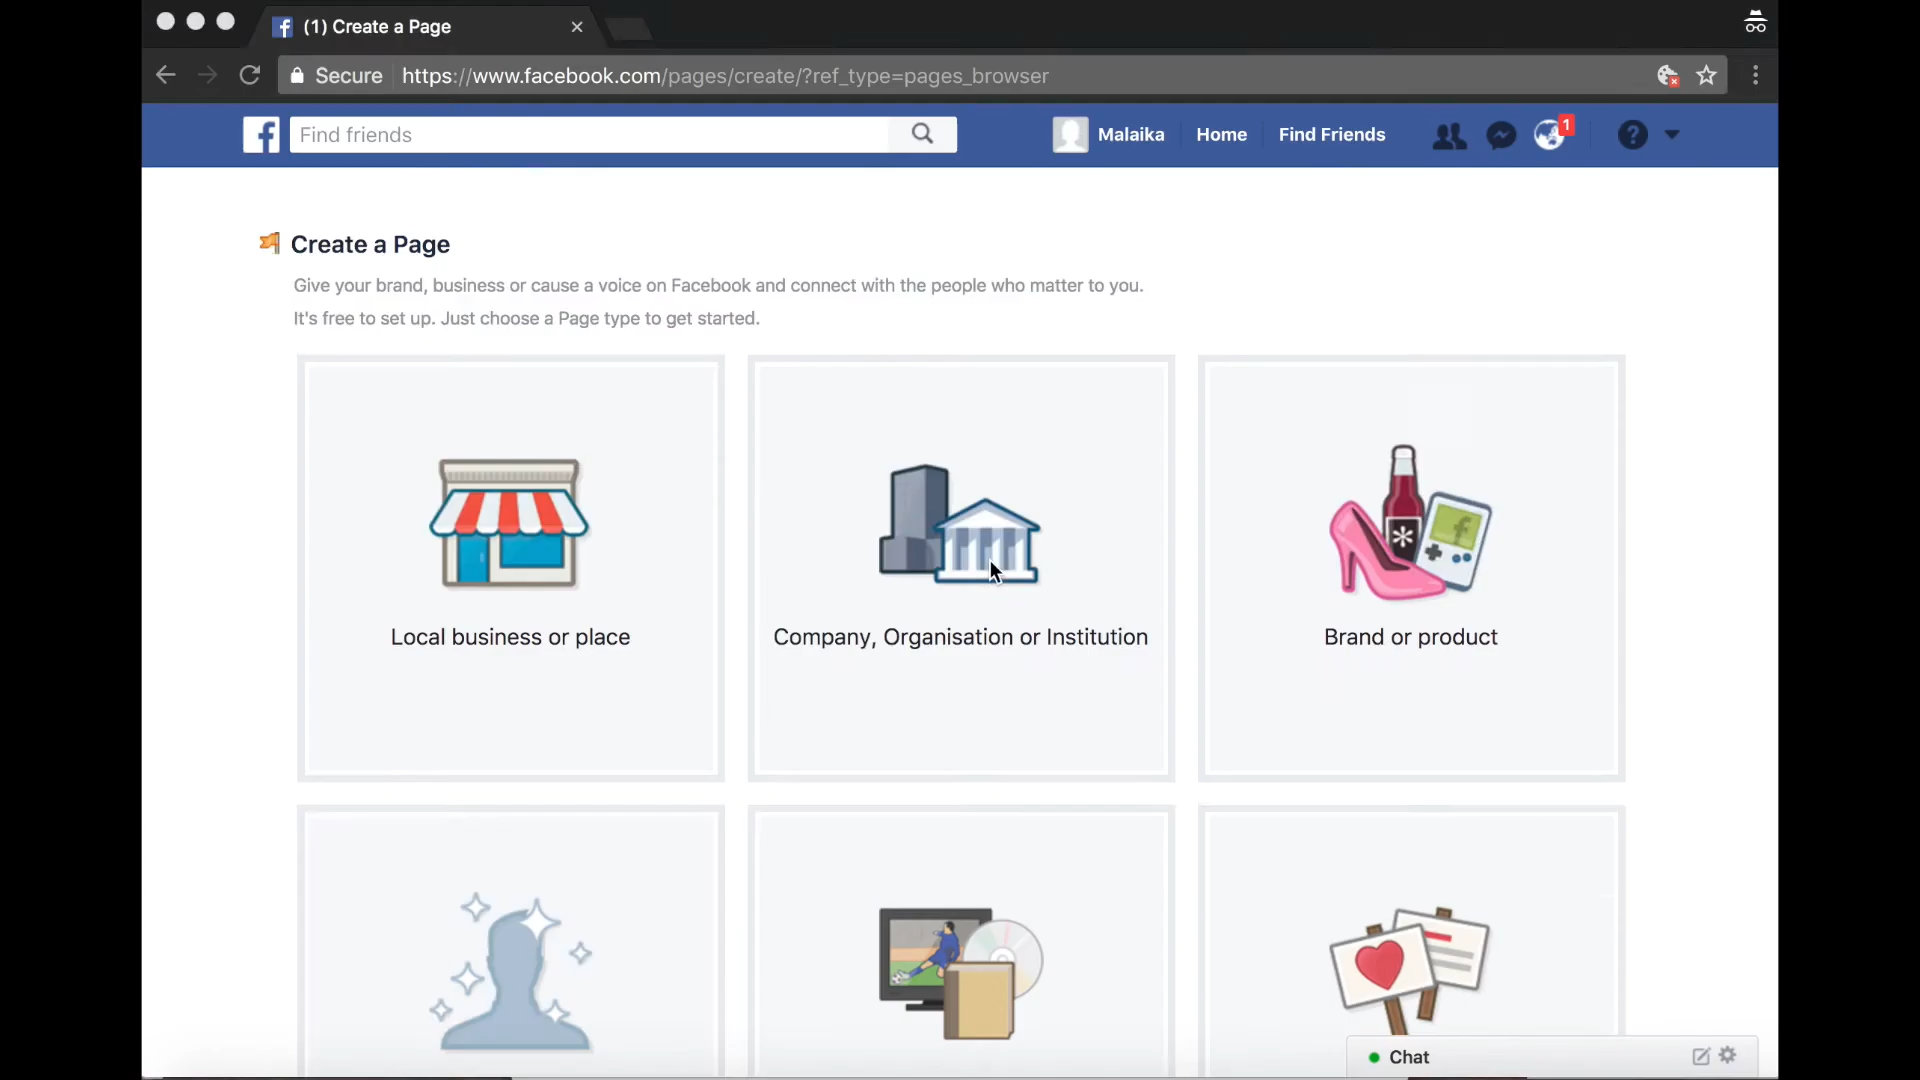 (1) Create a Page
Secure https://www.facebook.com/pages/create/?ref_type=pages_browser
Find friends
Malaika Home Find Friends 1
Create a Page
Give your brand, business or cause a voice on Facebook and connect with the people who matter to you.
It's free to set up. Just choose a Page type to get started.
Local business or place
Company, Organisation or Institution
Brand or product
Chat